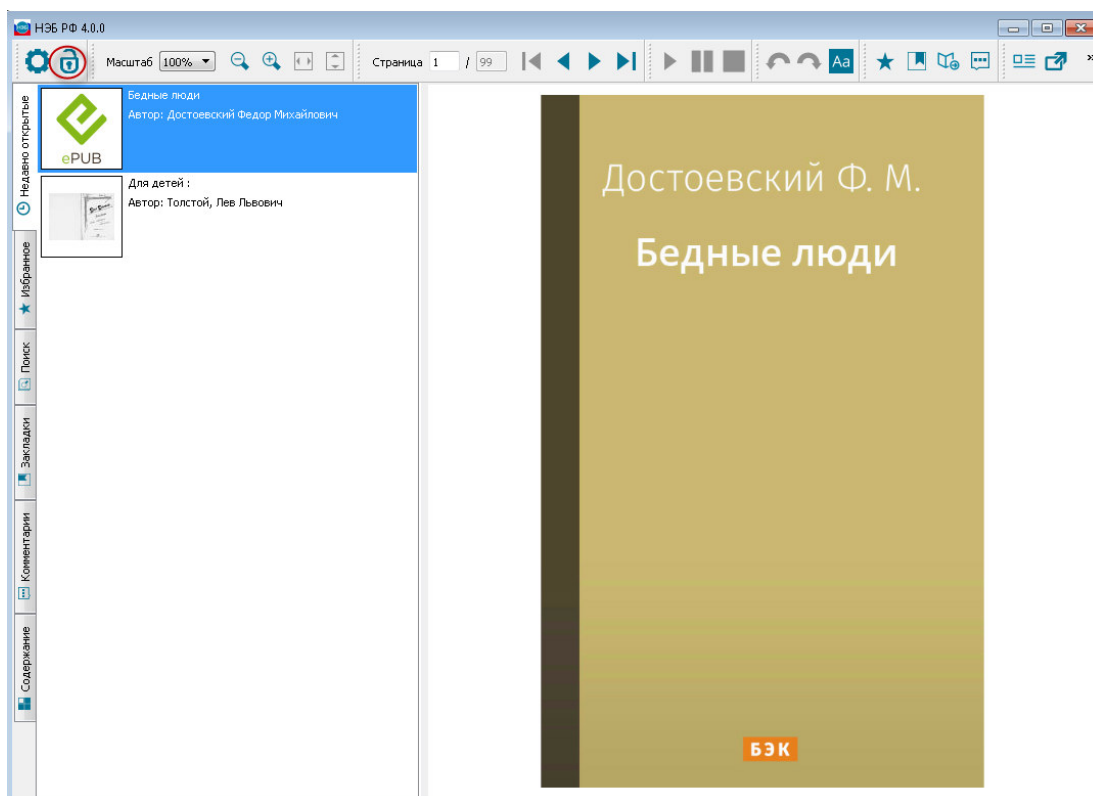 НЭБ РФ 4.0.0
Масштаб 100% Страница 1 / 99 Aa »
Недавно открытые
Избранное
Поиск
Закладки
Комментарии
Содержание
ePUB
Бедные люди
Автор: Достоевский Федор Михайлович
Для детей :
Автор: Толстой, Лев Львович
Достоевский Ф. М.
Бедные люди
БЭК